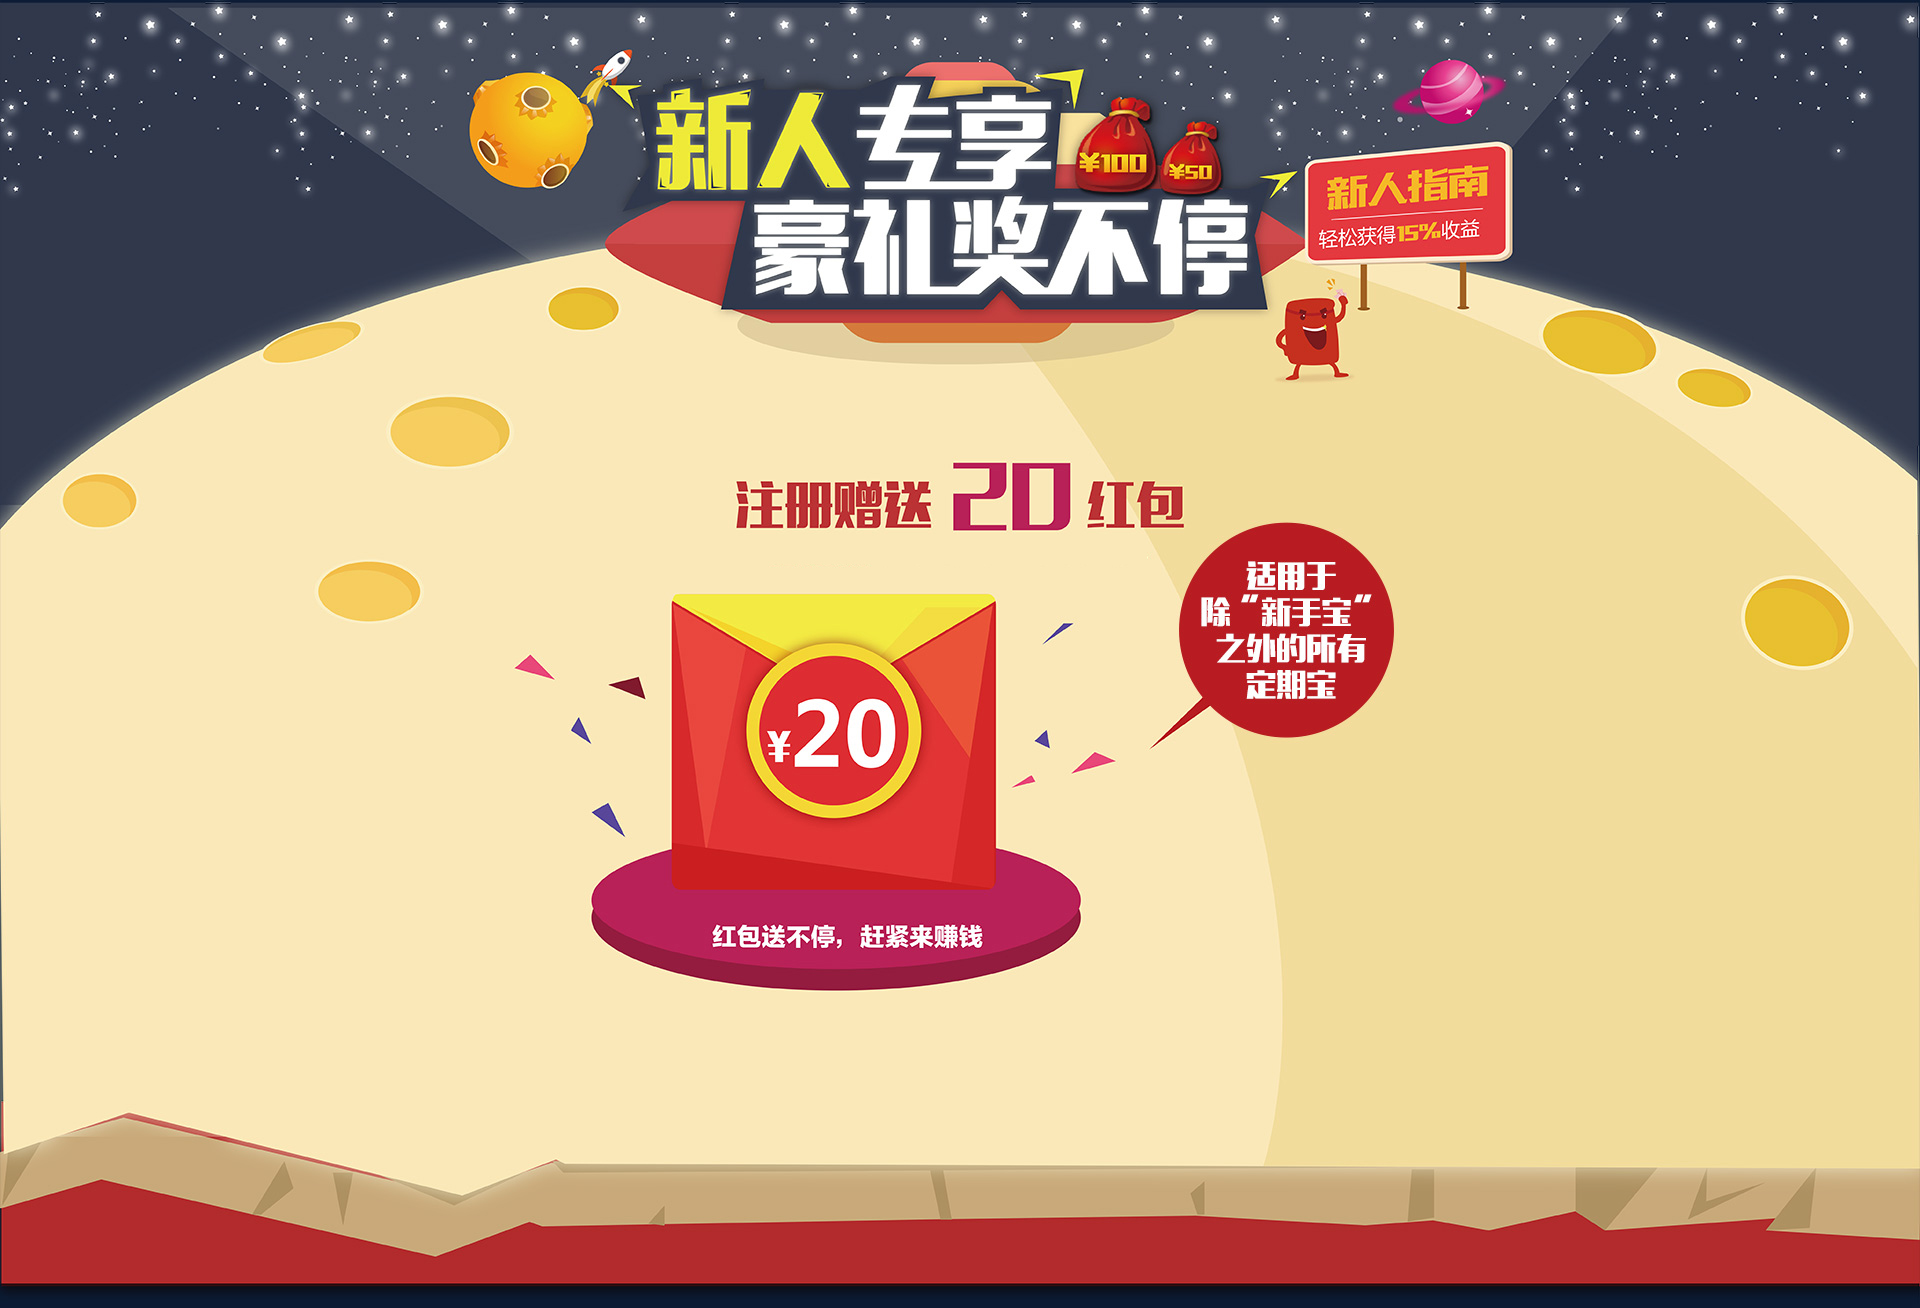 新人专享
¥100
¥50
豪礼奖不停
新人指南
轻松获得15%收益
注册赠送 20 红包
适用于
除"新手宝"
之外的所有
定期宝
¥20
红包送不停，赶紧来赚钱